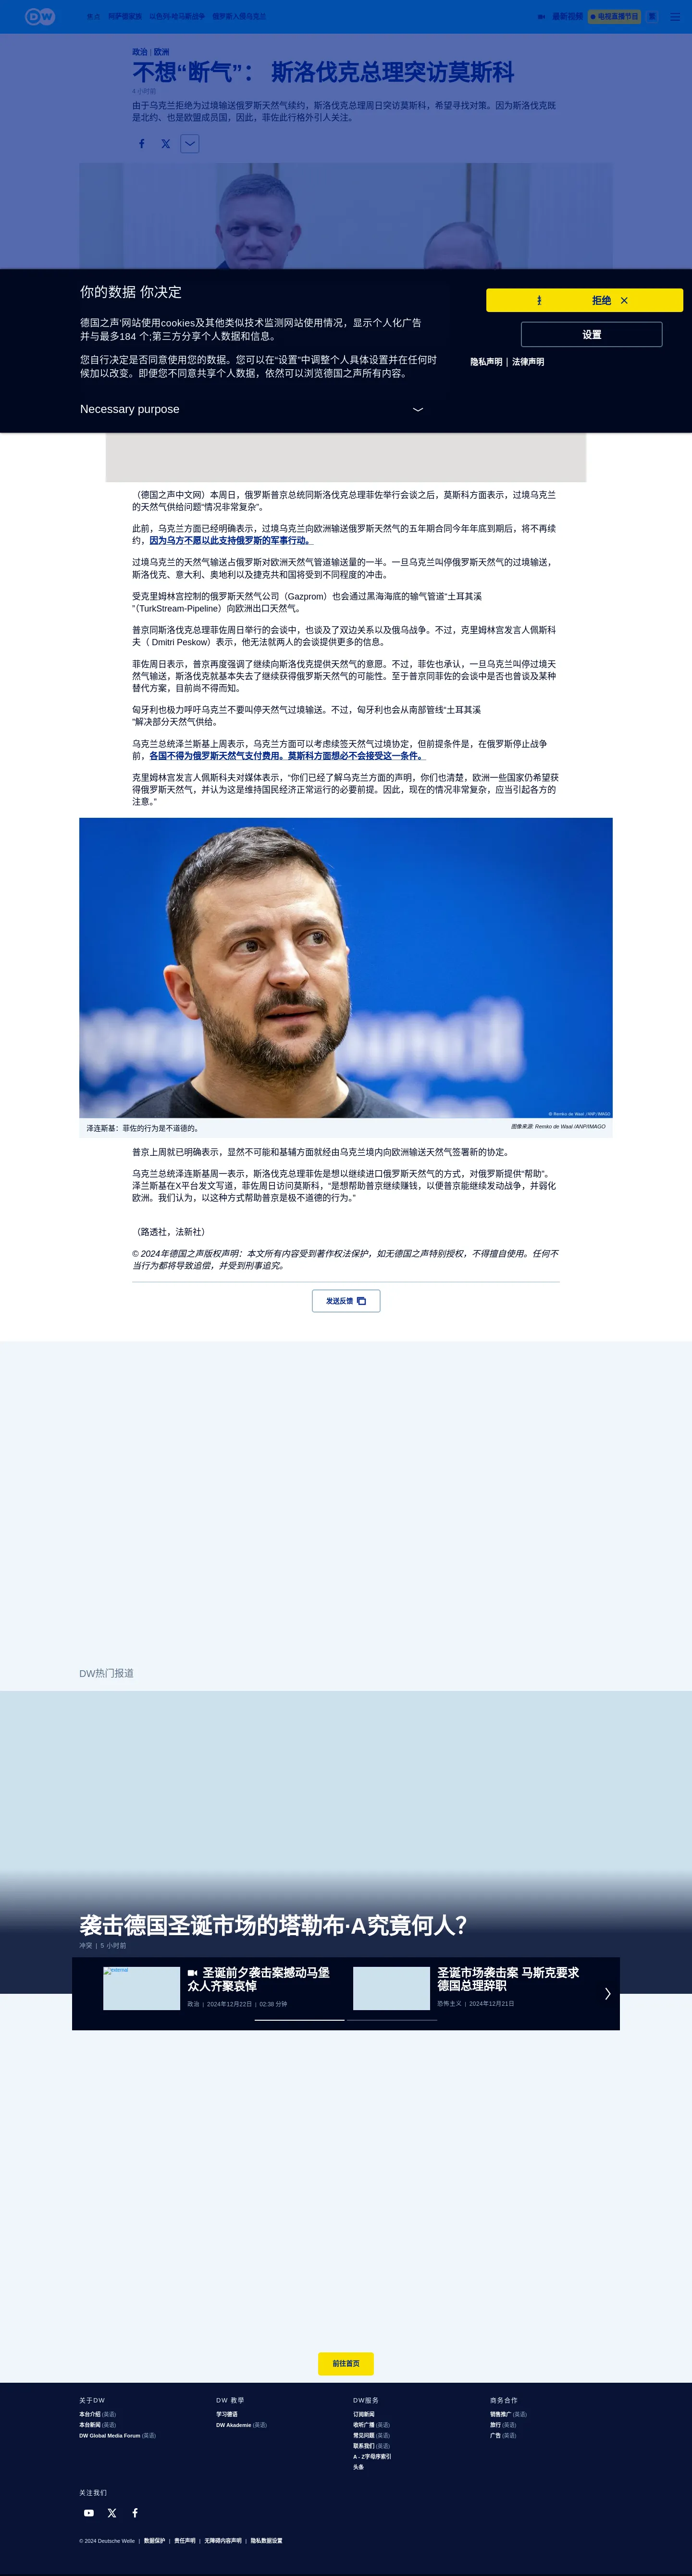 DW
焦点
阿萨德家族
以色列-哈马斯战争
俄罗斯入侵乌克兰
最新视频
电视直播节目
繁
政治 | 欧洲
不想“断气”： 斯洛伐克总理突访莫斯科
4 小时前
由于乌克兰拒绝为过境输送俄罗斯天然气续约，斯洛伐克总理周日突访莫斯科，希望寻找对策。因为斯洛伐克既
是北约、也是欧盟成员国，因此，菲佐此行格外引人关注。
你的数据 你决定
德国之声'网站使用cookies及其他类似技术监测网站使用情况，显示个人化广告
并与最多184 个;第三方分享个人数据和信息。
您自行决定是否同意使用您的数据。您可以在“设置”中调整个人具体设置并在任何时
候加以改变。即便您不同意共享个人数据，依然可以浏览德国之声所有内容。
Necessary purpose
拒绝
设置
隐私声明 | 法律声明
（德国之声中文网）本周日，俄罗斯普京总统同斯洛伐克总理菲佐举行会谈之后，莫斯科方面表示，过境乌克兰
的天然气供给问题“情况非常复杂”。
此前，乌克兰方面已经明确表示，过境乌克兰向欧洲输送俄罗斯天然气的五年期合同今年年底到期后，将不再续
约，因为乌方不愿以此支持俄罗斯的军事行动。
过境乌克兰的天然气输送占俄罗斯对欧洲天然气管道输送量的一半。一旦乌克兰叫停俄罗斯天然气的过境输送，
斯洛伐克、意大利、奥地利以及捷克共和国将受到不同程度的冲击。
受克里姆林宫控制的俄罗斯天然气公司（Gazprom）也会通过黑海海底的输气管道“土耳其溪
”（TurkStream-Pipeline）向欧洲出口天然气。
普京同斯洛伐克总理菲佐周日举行的会谈中，也谈及了双边关系以及俄乌战争。不过，克里姆林宫发言人佩斯科
夫（ Dmitri Peskow）表示，他无法就两人的会谈提供更多的信息。
菲佐周日表示，普京再度强调了继续向斯洛克提供天然气的意愿。不过，菲佐也承认，一旦乌克兰叫停过境天
然气输送，斯洛伐克就基本失去了继续获得俄罗斯天然气的可能性。至于普京同菲佐的会谈中是否也曾谈及某种
替代方案，目前尚不得而知。
匈牙利也极力呼吁乌克兰不要叫停天然气过境输送。不过，匈牙利也会从南部管线“土耳其溪
”解决部分天然气供给。
乌克兰总统泽兰斯基上周表示，乌克兰方面可以考虑续签天然气过境协定，但前提条件是，在俄罗斯停止战争
前，各国不得为俄罗斯天然气支付费用。莫斯科方面想必不会接受这一条件。
克里姆林宫发言人佩斯科夫对媒体表示，“你们已经了解乌克兰方面的声明，你们也清楚，欧洲一些国家仍希望获
得俄罗斯天然气，并认为这是维持国民经济正常运行的必要前提。因此，现在的情况非常复杂，应当引起各方的
注意。”
© Remko de Waal /ANP/IMAGO
泽连斯基：菲佐的行为是不道德的。
图像来源: Remko de Waal /ANP/IMAGO
普京上周就已明确表示，显然不可能和基辅方面就经由乌克兰境内向欧洲输送天然气签署新的协定。
乌克兰总统泽连斯基周一表示，斯洛伐克总理菲佐是想以继续进口俄罗斯天然气的方式，对俄罗斯提供“帮助”。
泽兰斯基在X平台发文写道，菲佐周日访问莫斯科，“是想帮助普京继续赚钱，以便普京能继续发动战争，并弱化
欧洲。我们认为，以这种方式帮助普京是极不道德的行为。”
（路透社，法新社）
© 2024年德国之声版权声明：本文所有内容受到著作权法保护，如无德国之声特别授权，不得擅自使用。任何不
当行为都将导致追偿，并受到刑事追究。
发送反馈
DW热门报道
袭击德国圣诞市场的塔勒布·A究竟何人？
冲突 | 5 小时前
external
圣诞前夕袭击案撼动马堡
众人齐聚哀悼
政治 | 2024年12月22日 | 02:38 分钟
圣诞市场袭击案 马斯克要求
德国总理辞职
恐怖主义 | 2024年12月21日
前往首页
关于DW
本台介绍 (英语)
本台新闻 (英语)
DW Global Media Forum (英语)
DW 教學
学习德语
DW Akademie (英语)
DW服务
订阅新闻
收听广播 (英语)
常见问题 (英语)
联系我们 (英语)
A - Z字母序索引
头条
商务合作
销售推广 (英语)
旅行 (英语)
广告 (英语)
关注我们
© 2024 Deutsche Welle | 数据保护 | 责任声明 | 无障碍内容声明 | 隐私数据设置